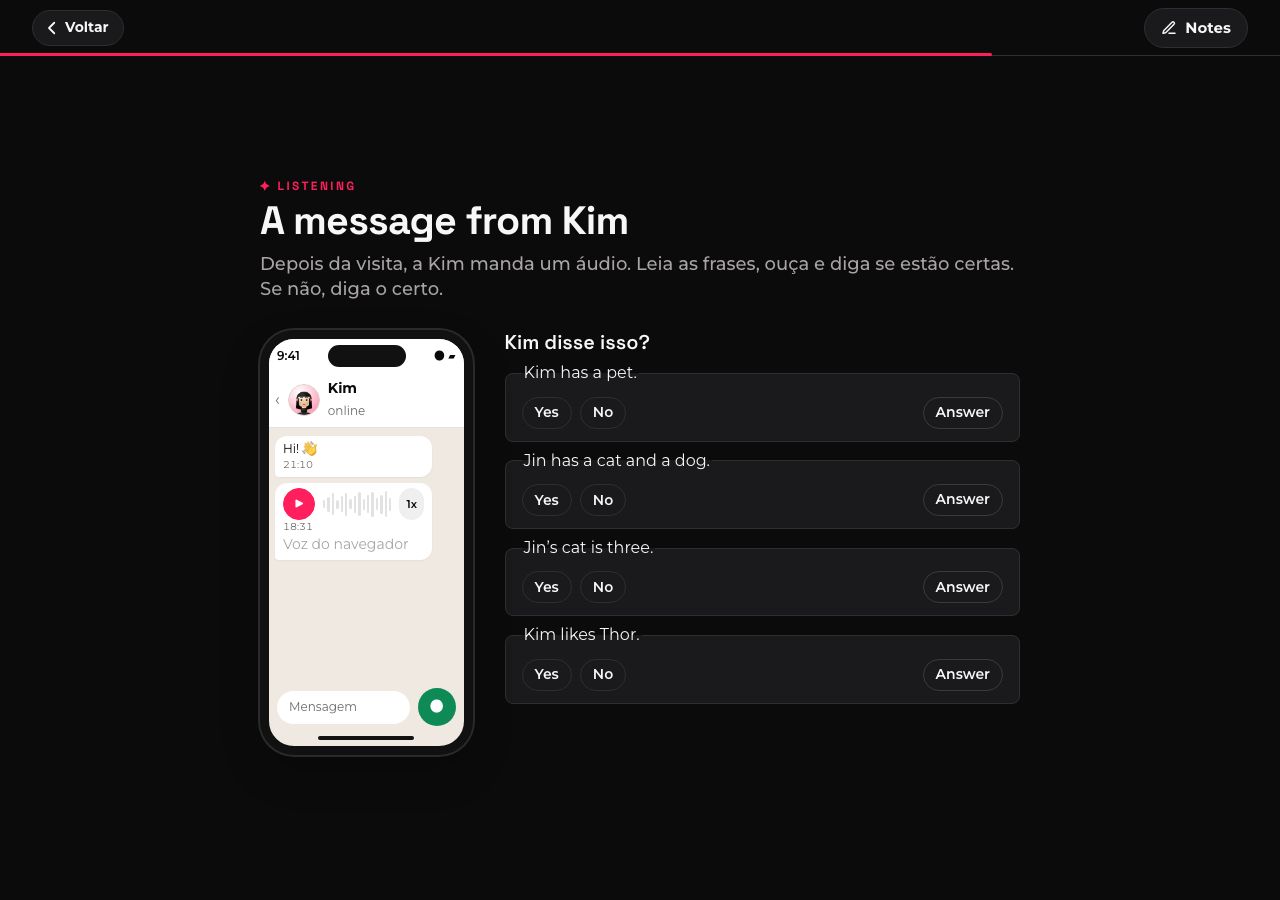 Voltar
Notes
LISTENING
A message from Kim
Depois da visita, a Kim manda um áudio. Leia as frases, ouça e diga se estão certas.
Se não, diga o certo.
9:41
Kim
online
Hi! 👋
21:10
1x
18:31
Voz do navegador
Mensagem
Kim disse isso?
Kim has a pet.
Yes No Answer
Jin has a cat and a dog.
Yes No Answer
Jin’s cat is three.
Yes No Answer
Kim likes Thor.
Yes No Answer